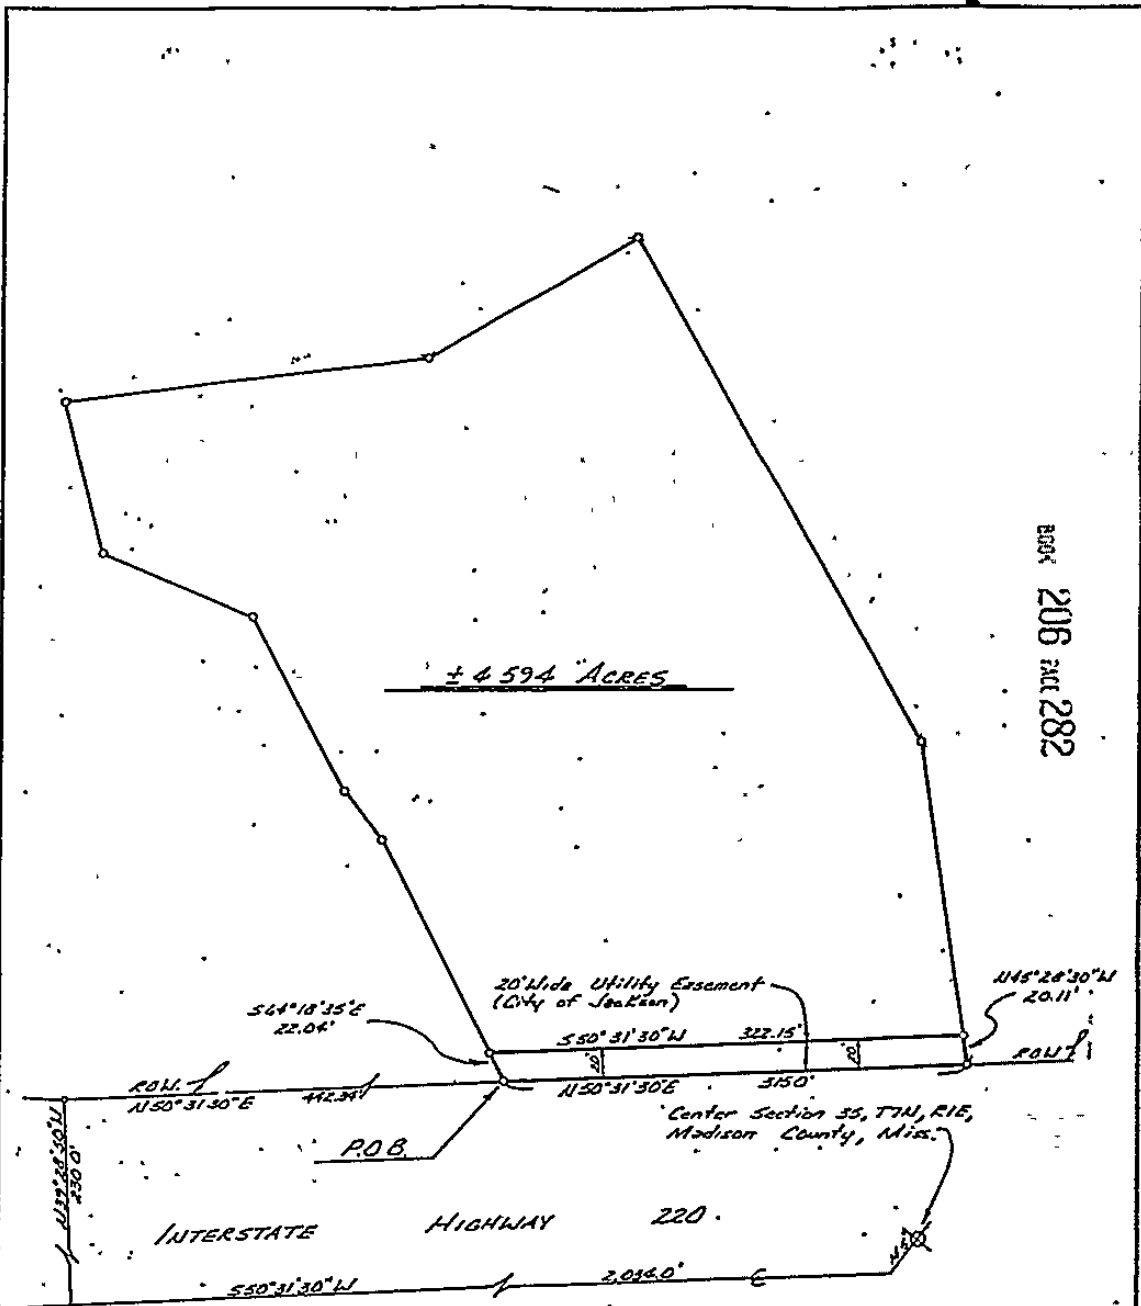 BOOK 206 PAGE 282
± 4 594 ACRES
20' Wide Utility Easement
(City of Jackson)
N45°28'30"W
20.11'
S64°18'35"E
22.04'
S50°31'30"W 322.15'
20'
20'
ROW
ROW.
N50°31'30"E 442.34'
N50°31'30"E 315.0'
Center Section 35, T7N, R1E,
Madison County, Miss.
P.O.B.
N39°28'30"W
230.0'
INTERSTATE HIGHWAY 220
S50°31'30"W 2,034.0'